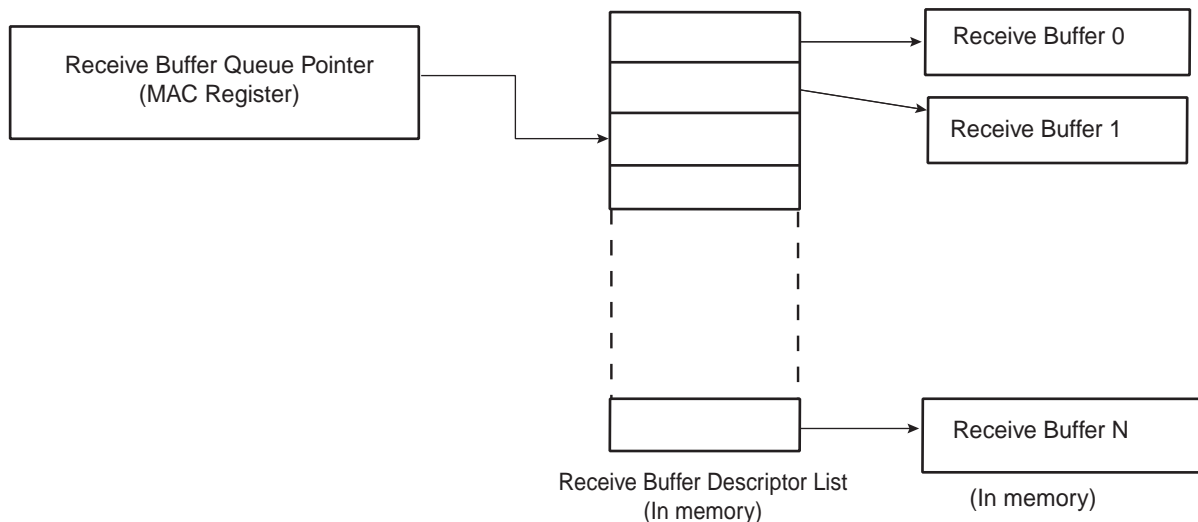 Receive Buffer Queue Pointer
(MAC Register)
Receive Buffer 0
Receive Buffer 1
Receive Buffer N
Receive Buffer Descriptor List
(In memory)
(In memory)